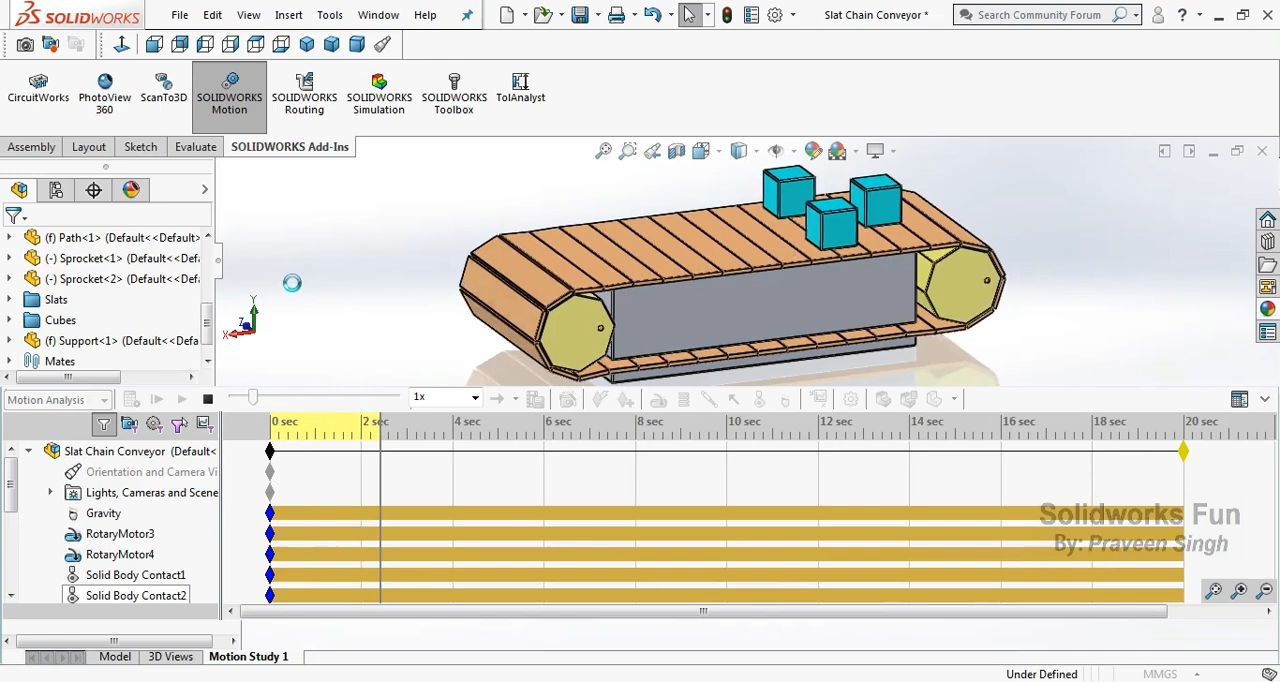 SOLIDWORKS
File Edit View Insert Tools Window Help
Slat Chain Conveyor *
Search Community Forum
CircuitWorks
PhotoView 360
ScanTo3D
SOLIDWORKS Motion
SOLIDWORKS Routing
SOLIDWORKS Simulation
SOLIDWORKS Toolbox
TolAnalyst
Assembly Layout Sketch Evaluate SOLIDWORKS Add-Ins
(f) Path<1> (Default<<Default>
(-) Sprocket<1> (Default<<Defa
(-) Sprocket<2> (Default<<Defa
Slats
Cubes
(f) Support<1> (Default<<Defa
Mates
Y
Z
X
Motion Analysis
1x
0 sec 2 sec 4 sec 6 sec 8 sec 10 sec 12 sec 14 sec 16 sec 18 sec 20 sec
Slat Chain Conveyor (Default<
Orientation and Camera Vi
Lights, Cameras and Scene
Gravity
RotaryMotor3
RotaryMotor4
Solid Body Contact1
Solid Body Contact2
Solidworks Fun
By: Praveen Singh
Model 3D Views Motion Study 1
Under Defined
MMGS